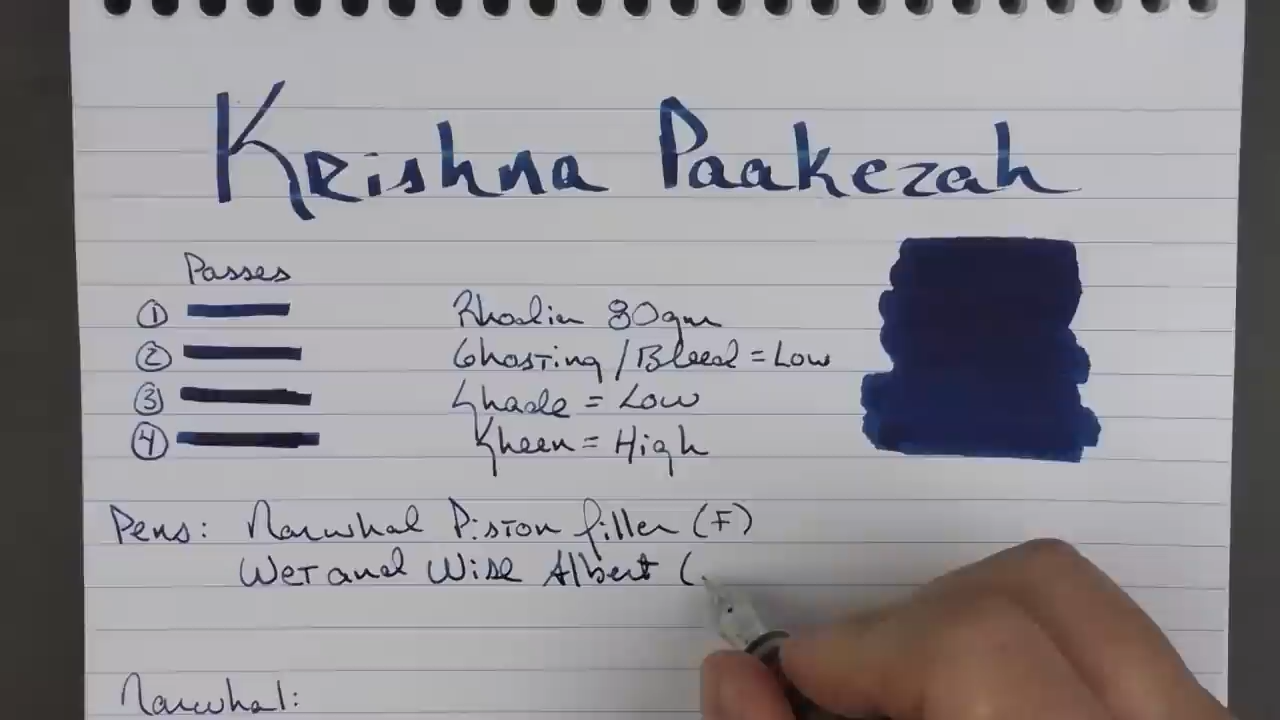 Krishna Paakezah
Passes
①
②
③
④
Rhodia 80gm
Ghosting/Bleed = Low
Shade = Low
Sheen = High
Pens: Narwhal Piston filler (F)
Wet and Wise Albert (
Narwhal: